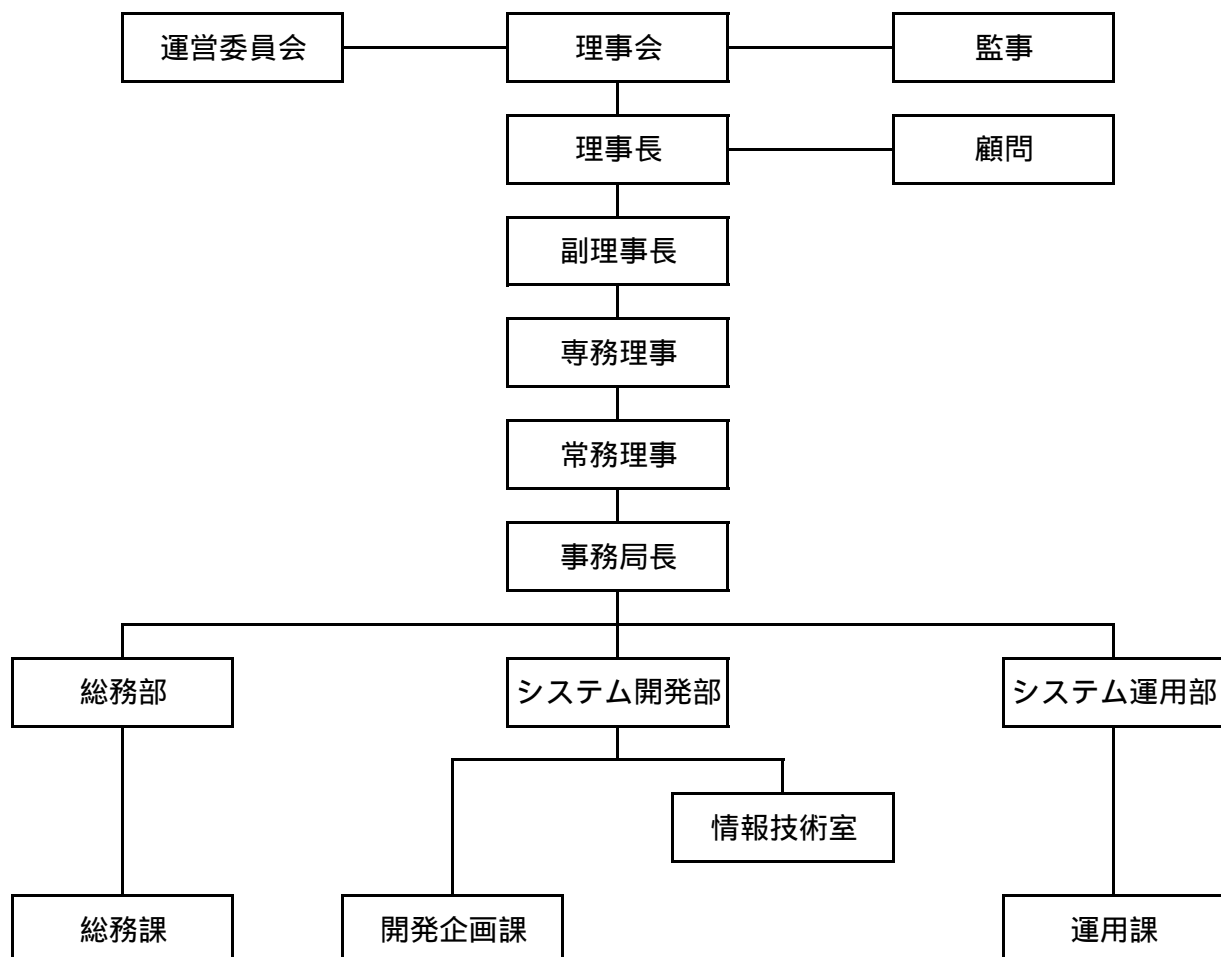 運営委員会
理事会
監事
理事長
顧問
副理事長
専務理事
常務理事
事務局長
総務部
システム開発部
システム運用部
情報技術室
総務課
開発企画課
運用課